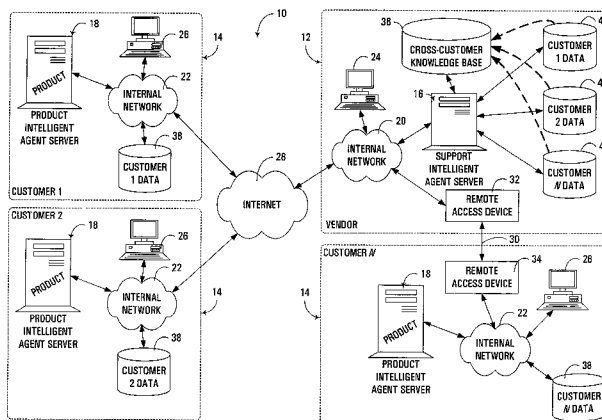 18
26
14
PRODUCT
22
INTERNAL
NETWORK
PRODUCT
INTELLIGENT
AGENT SERVER
38
CUSTOMER
1 DATA
CUSTOMER 1
10
28
INTERNET
CUSTOMER 2
18
26
PRODUCT
22
INTERNAL
NETWORK
PRODUCT
INTELLIGENT
AGENT SERVER
38
14
CUSTOMER
2 DATA
12
36
CROSS-CUSTOMER
KNOWLEDGE BASE
24
16
20
INTERNAL
NETWORK
SUPPORT
INTELLIGENT
AGENT SERVER
CUSTOMER
1 DATA
CUSTOMER
2 DATA
CUSTOMER
N DATA
32
REMOTE
ACCESS DEVICE
VENDOR
30
CUSTOMER N
34
REMOTE
ACCESS DEVICE
18
26
14
PRODUCT
22
INTERNAL
NETWORK
PRODUCT
INTELLIGENT
AGENT SERVER
38
CUSTOMER
N DATA